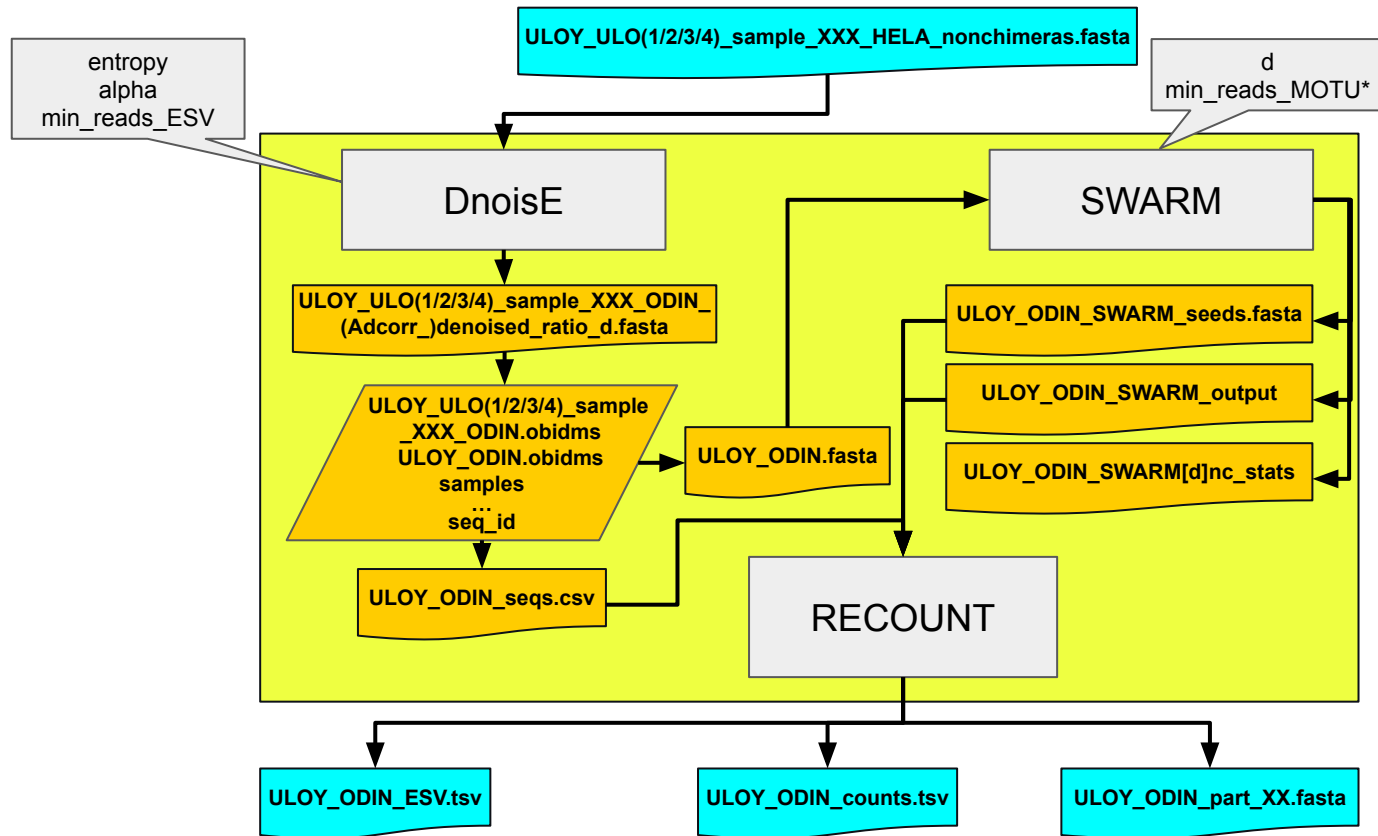 ULOY_ULO(1/2/3/4)_sample_XXX_HELA_nonchimeras.fasta
entropy
alpha
min_reads_ESV
d
min_reads_MOTU*
DnoisE
SWARM
ULOY_ULO(1/2/3/4)_sample_XXX_ODIN_
(Adcorr_)denoised_ratio_d.fasta
ULOY_ULO(1/2/3/4)_sample
_XXX_ODIN.obidms
ULOY_ODIN.obidms
samples
...
seq_id
ULOY_ODIN.fasta
ULOY_ODIN_SWARM_seeds.fasta
ULOY_ODIN_SWARM_output
ULOY_ODIN_SWARM[d]nc_stats
ULOY_ODIN_seqs.csv
RECOUNT
ULOY_ODIN_ESV.tsv
ULOY_ODIN_counts.tsv
ULOY_ODIN_part_XX.fasta